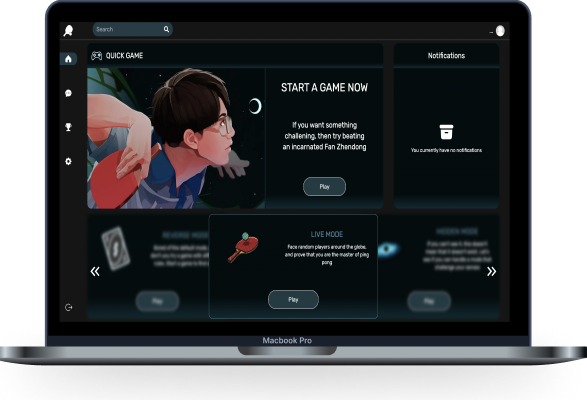 Search
QUICK GAME
Notifications
START A GAME NOW
If you want something
challening, then try beating
an incarnated Fan Zhendong
Play
You currently have no notifications
REVERSE MODE
Play
LIVE MODE
Face random players around the globe,
and prove that you are the master of ping
pong
Play
HIDDEN MODE
Play
Macbook Pro